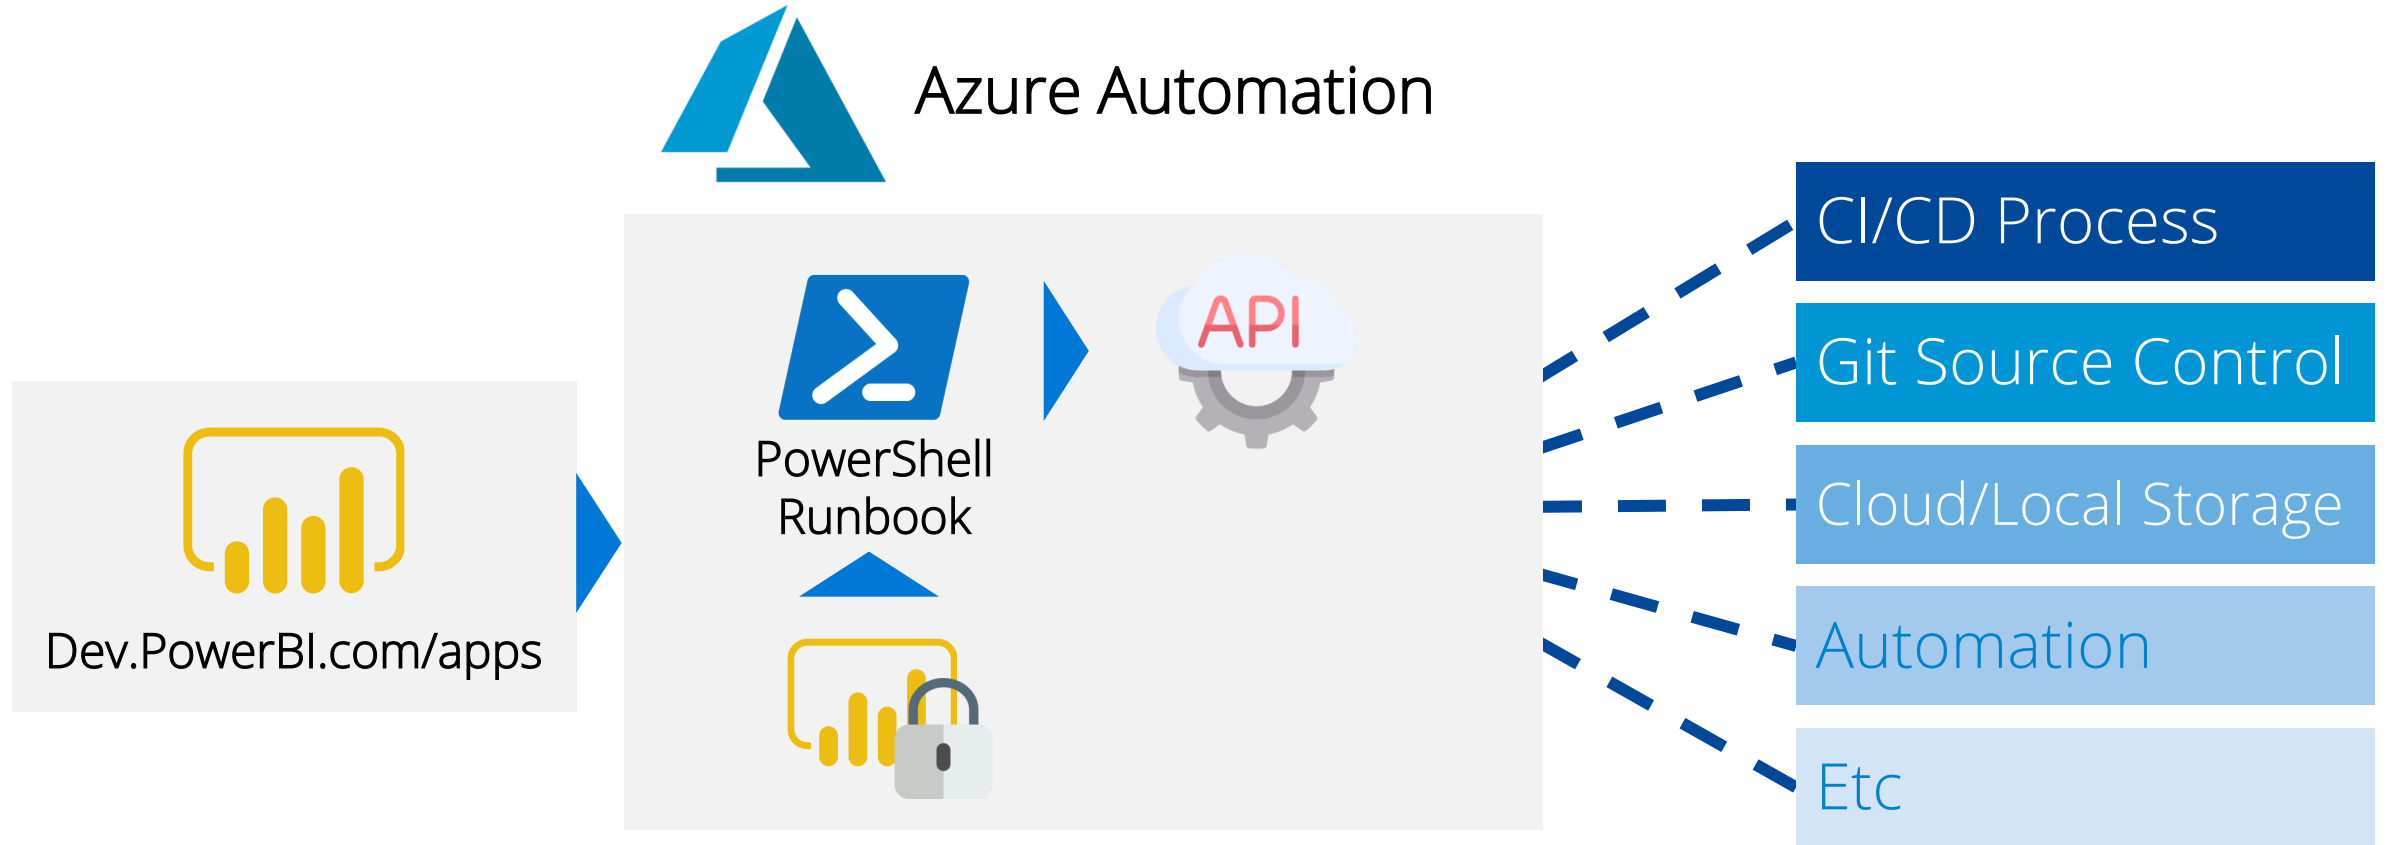 Azure Automation
Dev.PowerBI.com/apps
PowerShell
Runbook
API
CI/CD Process
Git Source Control
Cloud/Local Storage
Automation
Etc